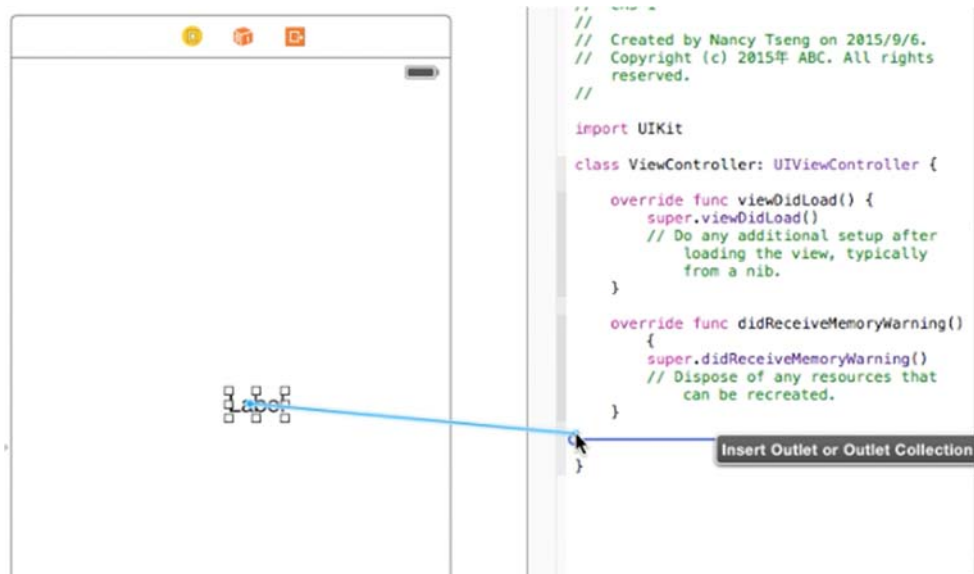 //
// Created by Nancy Tseng on 2015/9/6.
// Copyright (c) 2015年 ABC. All rights
reserved.
//
import UIKit
class ViewController: UIViewController {
override func viewDidLoad() {
super.viewDidLoad()
// Do any additional setup after
loading the view, typically
from a nib.
}
override func didReceiveMemoryWarning()
{
super.didReceiveMemoryWarning()
// Dispose of any resources that
can be recreated.
}
Label
Insert Outlet or Outlet Collection
}